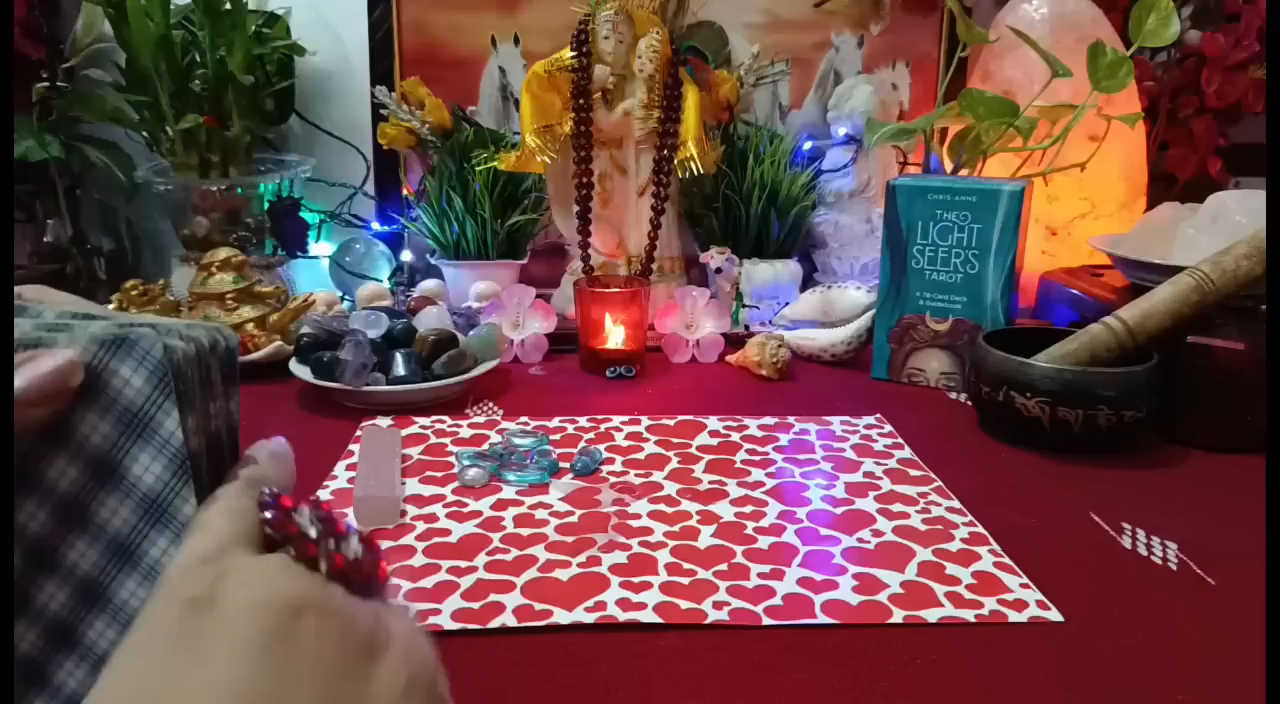 CHRIS-ANNE
THE
LIGHT
SEER'S
TAROT
A 78-Card Deck
& Guidebook